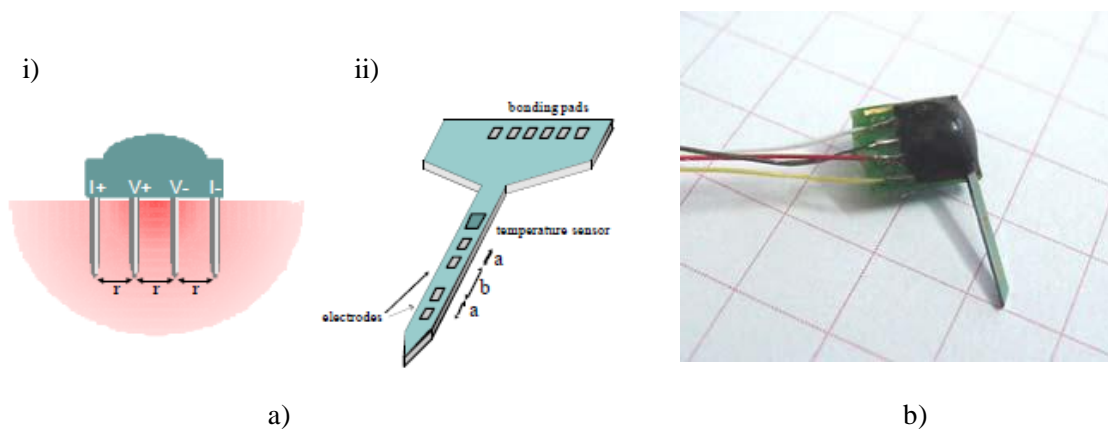 i)
ii)
bonding pads
I+ V+ V- I-
temperature sensor
a
b
a
r r r
electrodes
a)
b)